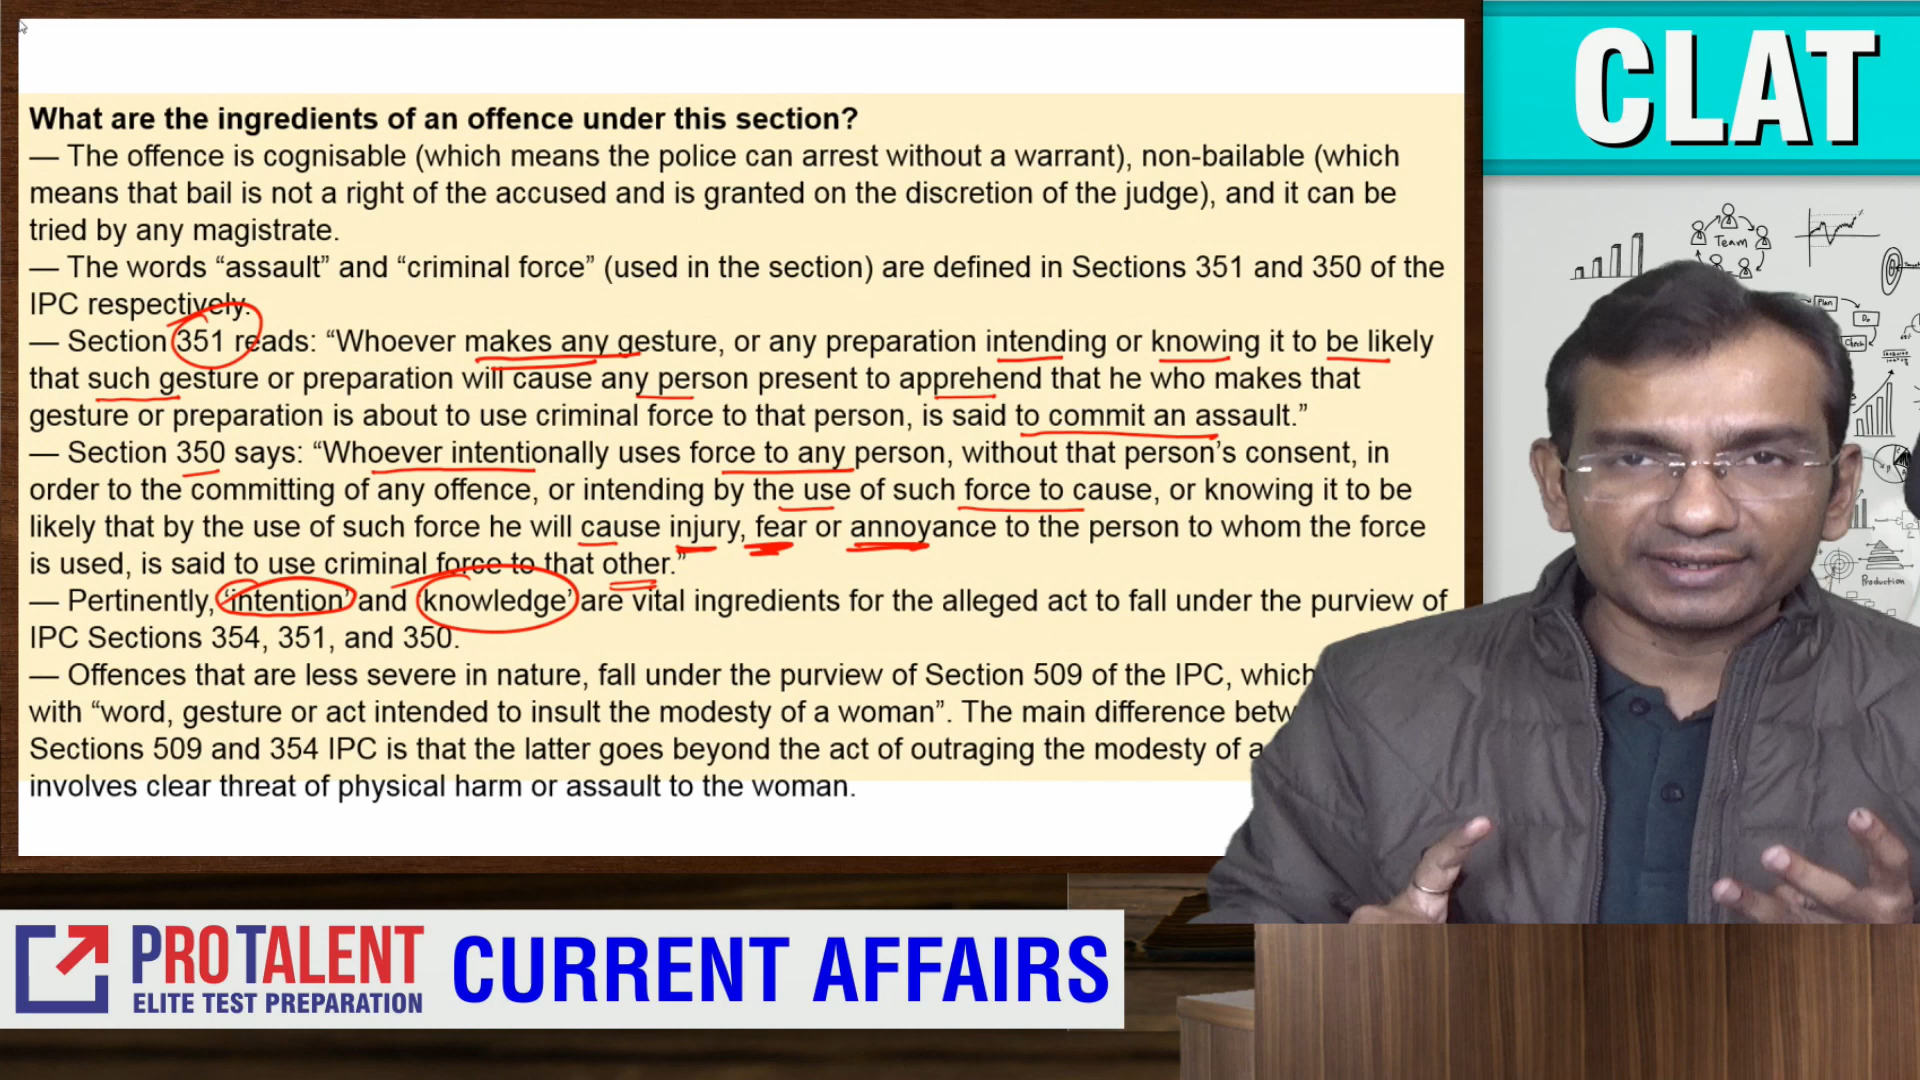 CLAT
What are the ingredients of an offence under this section?
— The offence is cognisable (which means the police can arrest without a warrant), non-bailable (which
means that bail is not a right of the accused and is granted on the discretion of the judge), and it can be
tried by any magistrate.
— The words “assault” and “criminal force” (used in the section) are defined in Sections 351 and 350 of the
IPC respectively.
— Section 351 reads: “Whoever makes any gesture, or any preparation intending or knowing it to be likely
that such gesture or preparation will cause any person present to apprehend that he who makes that
gesture or preparation is about to use criminal force to that person, is said to commit an assault.”
— Section 350 says: “Whoever intentionally uses force to any person, without that person’s consent, in
order to the committing of any offence, or intending by the use of such force to cause, or knowing it to be
likely that by the use of such force he will cause injury, fear or annoyance to the person to whom the force
is used, is said to use criminal force to that other.”
— Pertinently, ‘intention’ and ‘knowledge’ are vital ingredients for the alleged act to fall under the purview of
IPC Sections 354, 351, and 350.
— Offences that are less severe in nature, fall under the purview of Section 509 of the IPC, which
with “word, gesture or act intended to insult the modesty of a woman”. The main difference betw
Sections 509 and 354 IPC is that the latter goes beyond the act of outraging the modesty of a
involves clear threat of physical harm or assault to the woman.
Team
Plan
Do
Check
Production
PROTALENT
ELITE TEST PREPARATION
CURRENT AFFAIRS